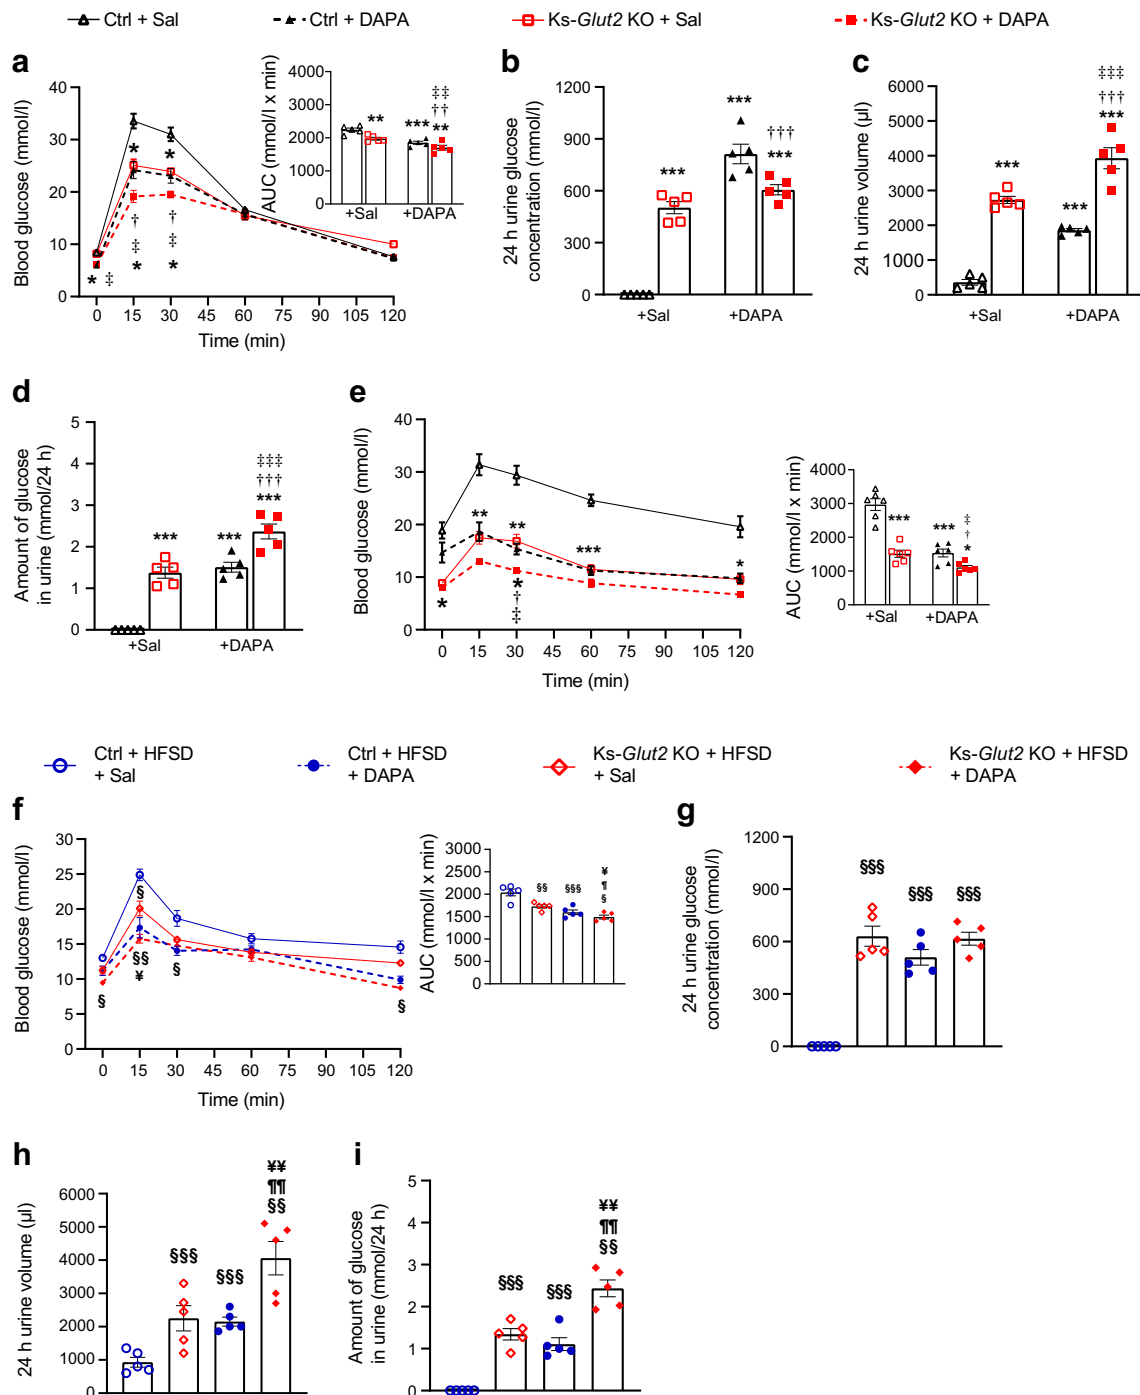 Ctrl + Sal
Ctrl + DAPA
Ks-Glut2 KO + Sal
Ks-Glut2 KO + DAPA
a
Blood glucose (mmol/l)
40
30
20
10
0
* * * * *
† †
‡ ‡ ‡
0 15 30 45 60 75 90 105 120
Time (min)
AUC (mmol/l x min)
4000
3000
2000
1000
0
**
***
‡‡
††
**
+Sal +DAPA
b
24 h urine glucose
concentration (mmol/l)
1200
900
600
300
0
***
***
†††
***
+Sal +DAPA
c
24 h urine volume (µl)
6000
5000
4000
3000
2000
1000
0
***
***
‡‡‡
†††
***
+Sal +DAPA
d
Amount of glucose
in urine (mmol/24 h)
5
4
3
2
1
0
***
***
‡‡‡
†††
***
+Sal +DAPA
e
Blood glucose (mmol/l)
40
30
20
10
0
** ** *** *
* *
†
‡
0 15 30 45 60 75 90 105 120
Time (min)
AUC (mmol/l x min)
4000
3000
2000
1000
0
***
***
‡
†
*
+Sal +DAPA
Ctrl + HFSD
+ Sal
Ctrl + HFSD
+ DAPA
Ks-Glut2 KO + HFSD
+ Sal
Ks-Glut2 KO + HFSD
+ DAPA
f
Blood glucose (mmol/l)
30
25
20
15
10
5
0
§
§§ §
¥
§ §
0 15 30 45 60 75 90 105 120
Time (min)
AUC (mmol/l x min)
3000
2500
2000
1500
1000
500
0
§§
§§§
¥
¶
§
g
24 h urine glucose
concentration (mmol/l)
1200
900
600
300
0
§§§
§§§
§§§
h
24 h urine volume (µl)
6000
5000
4000
3000
2000
1000
0
§§§
§§§
¥¥
¶¶
§§
i
Amount of glucose
in urine (mmol/24 h)
5
4
3
2
1
0
§§§
§§§
¥¥
¶¶
§§